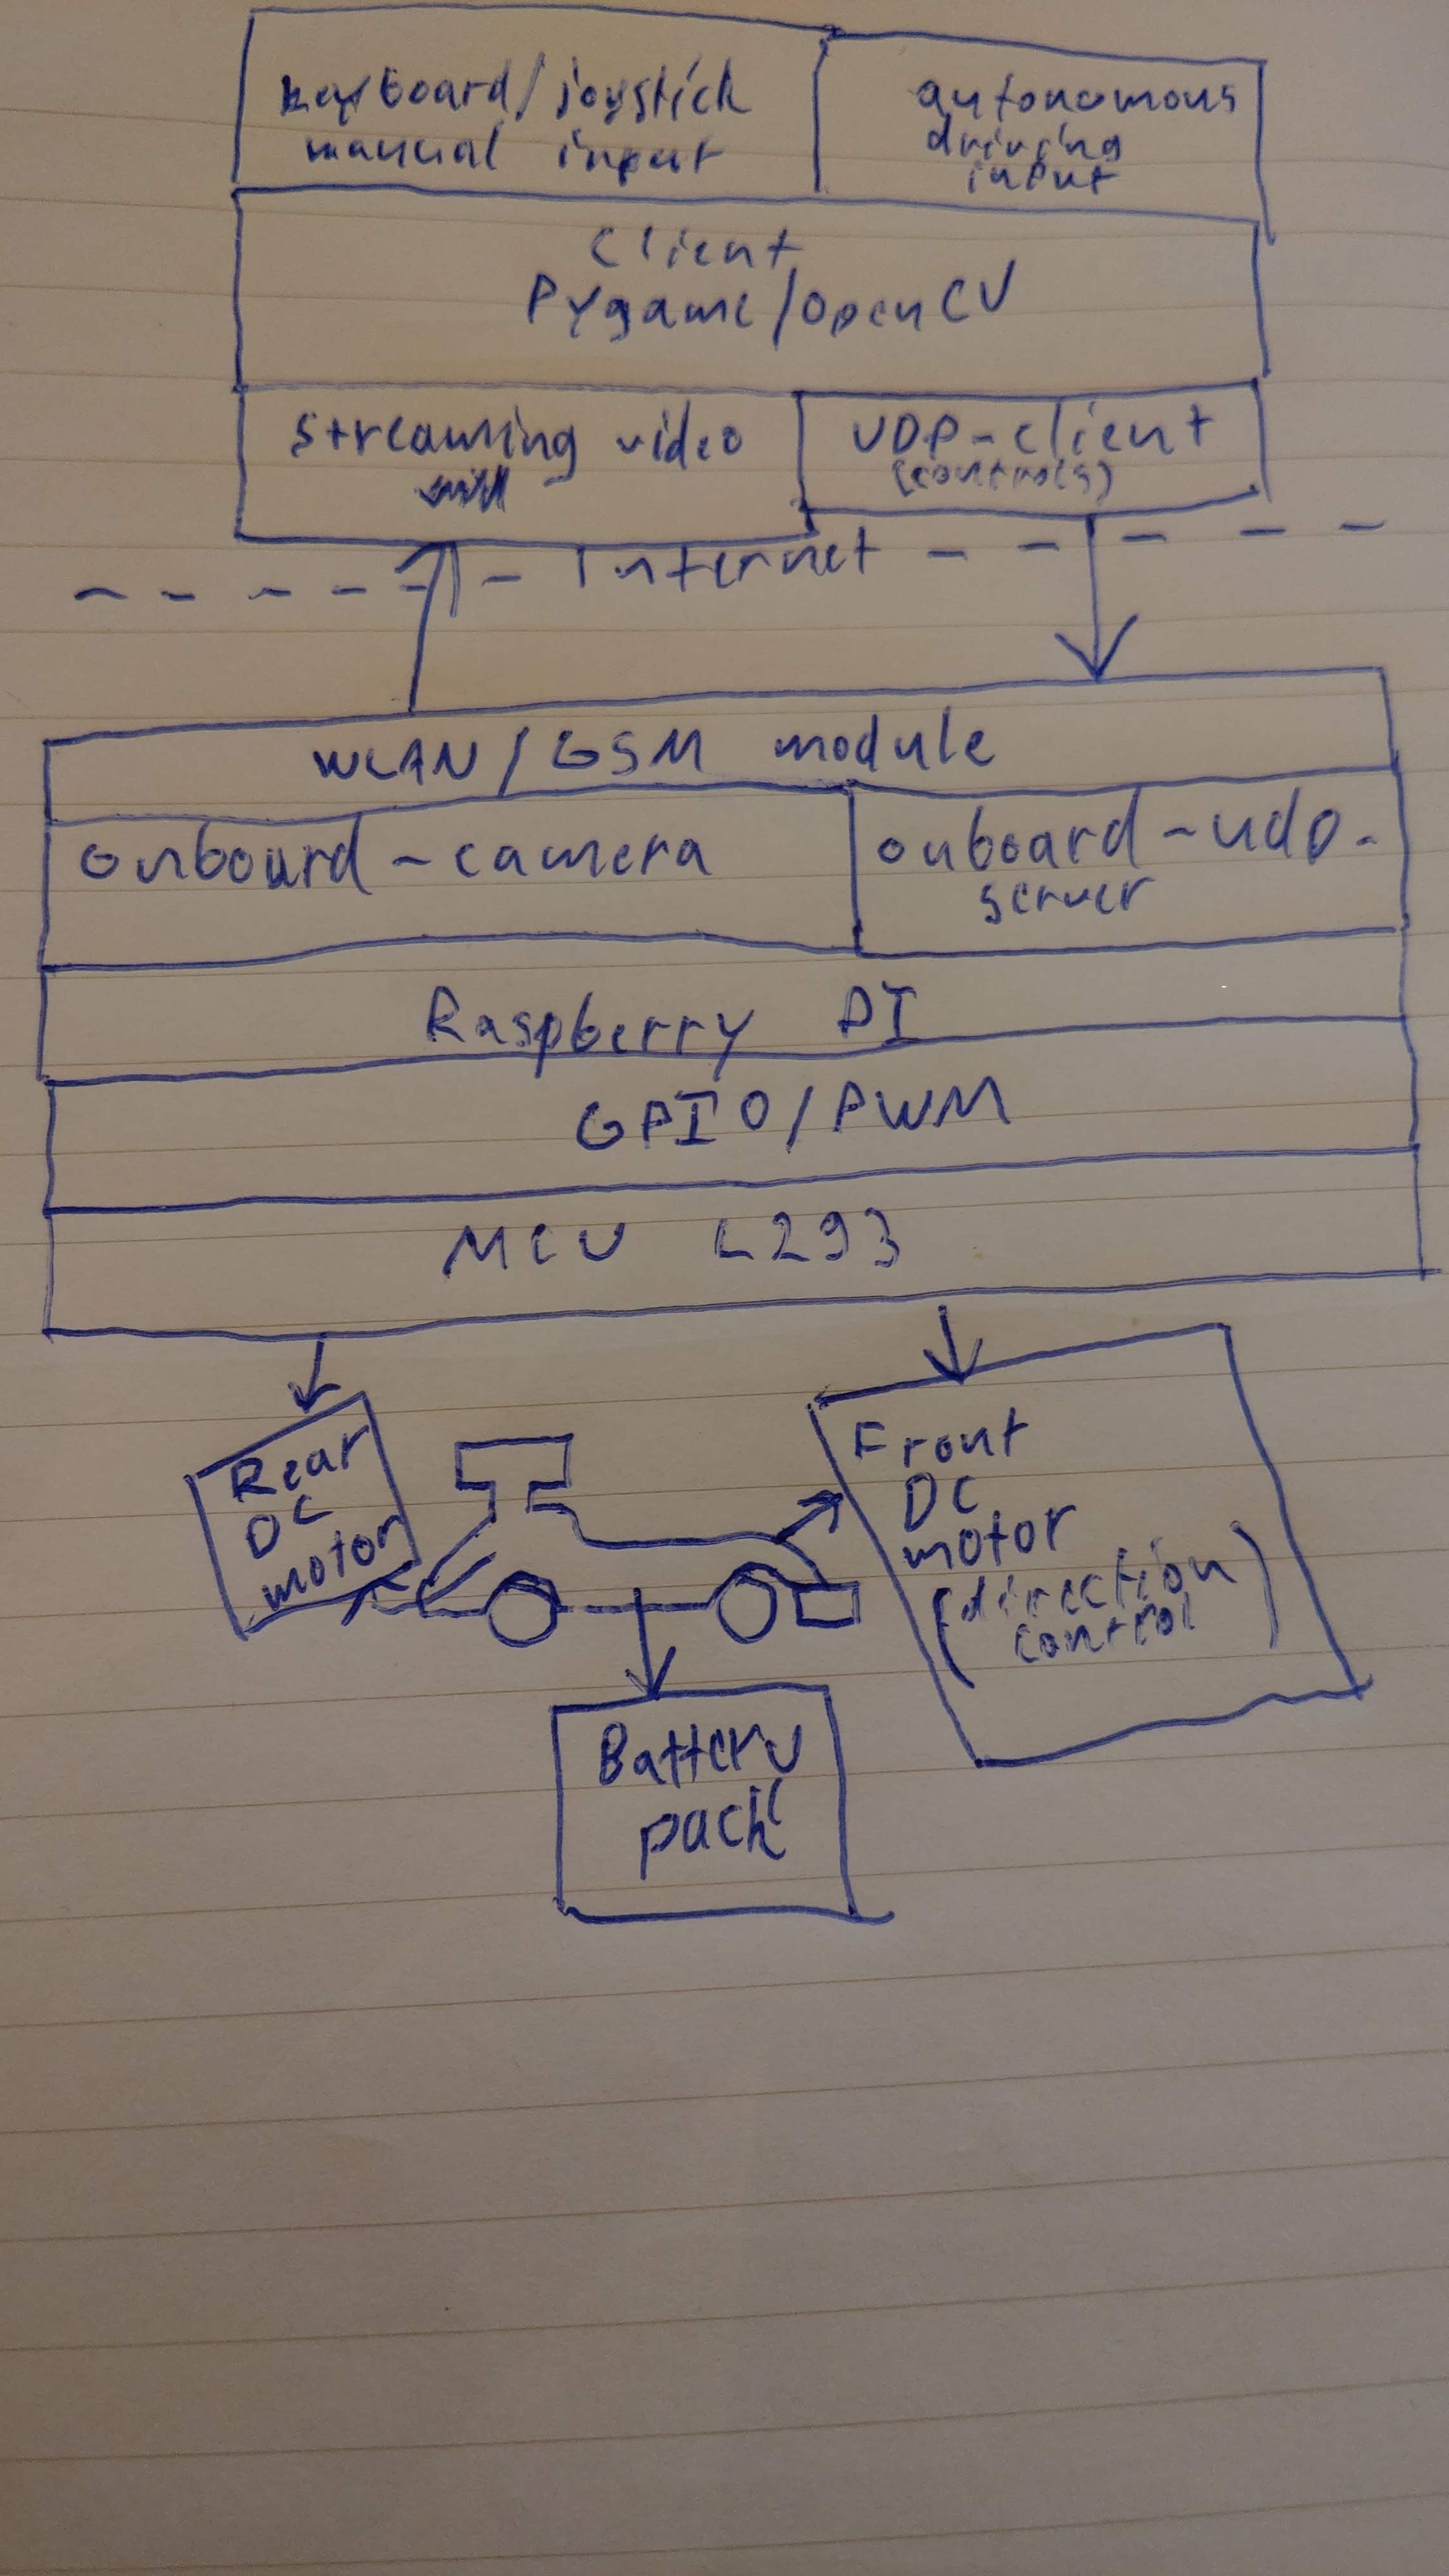 keyboard/joystick
manual input
autonomous
driving
input
Client
Pygame/OpenCV
streaming video
UDP-client
(controls)
Internet
WLAN/GSM module
onboard-camera
onboard-udp-
server
Raspberry PI
GPIO/PWM
MCU L293
Rear
DC
motor
Front
DC
motor
(direction
control)
Battery
pack